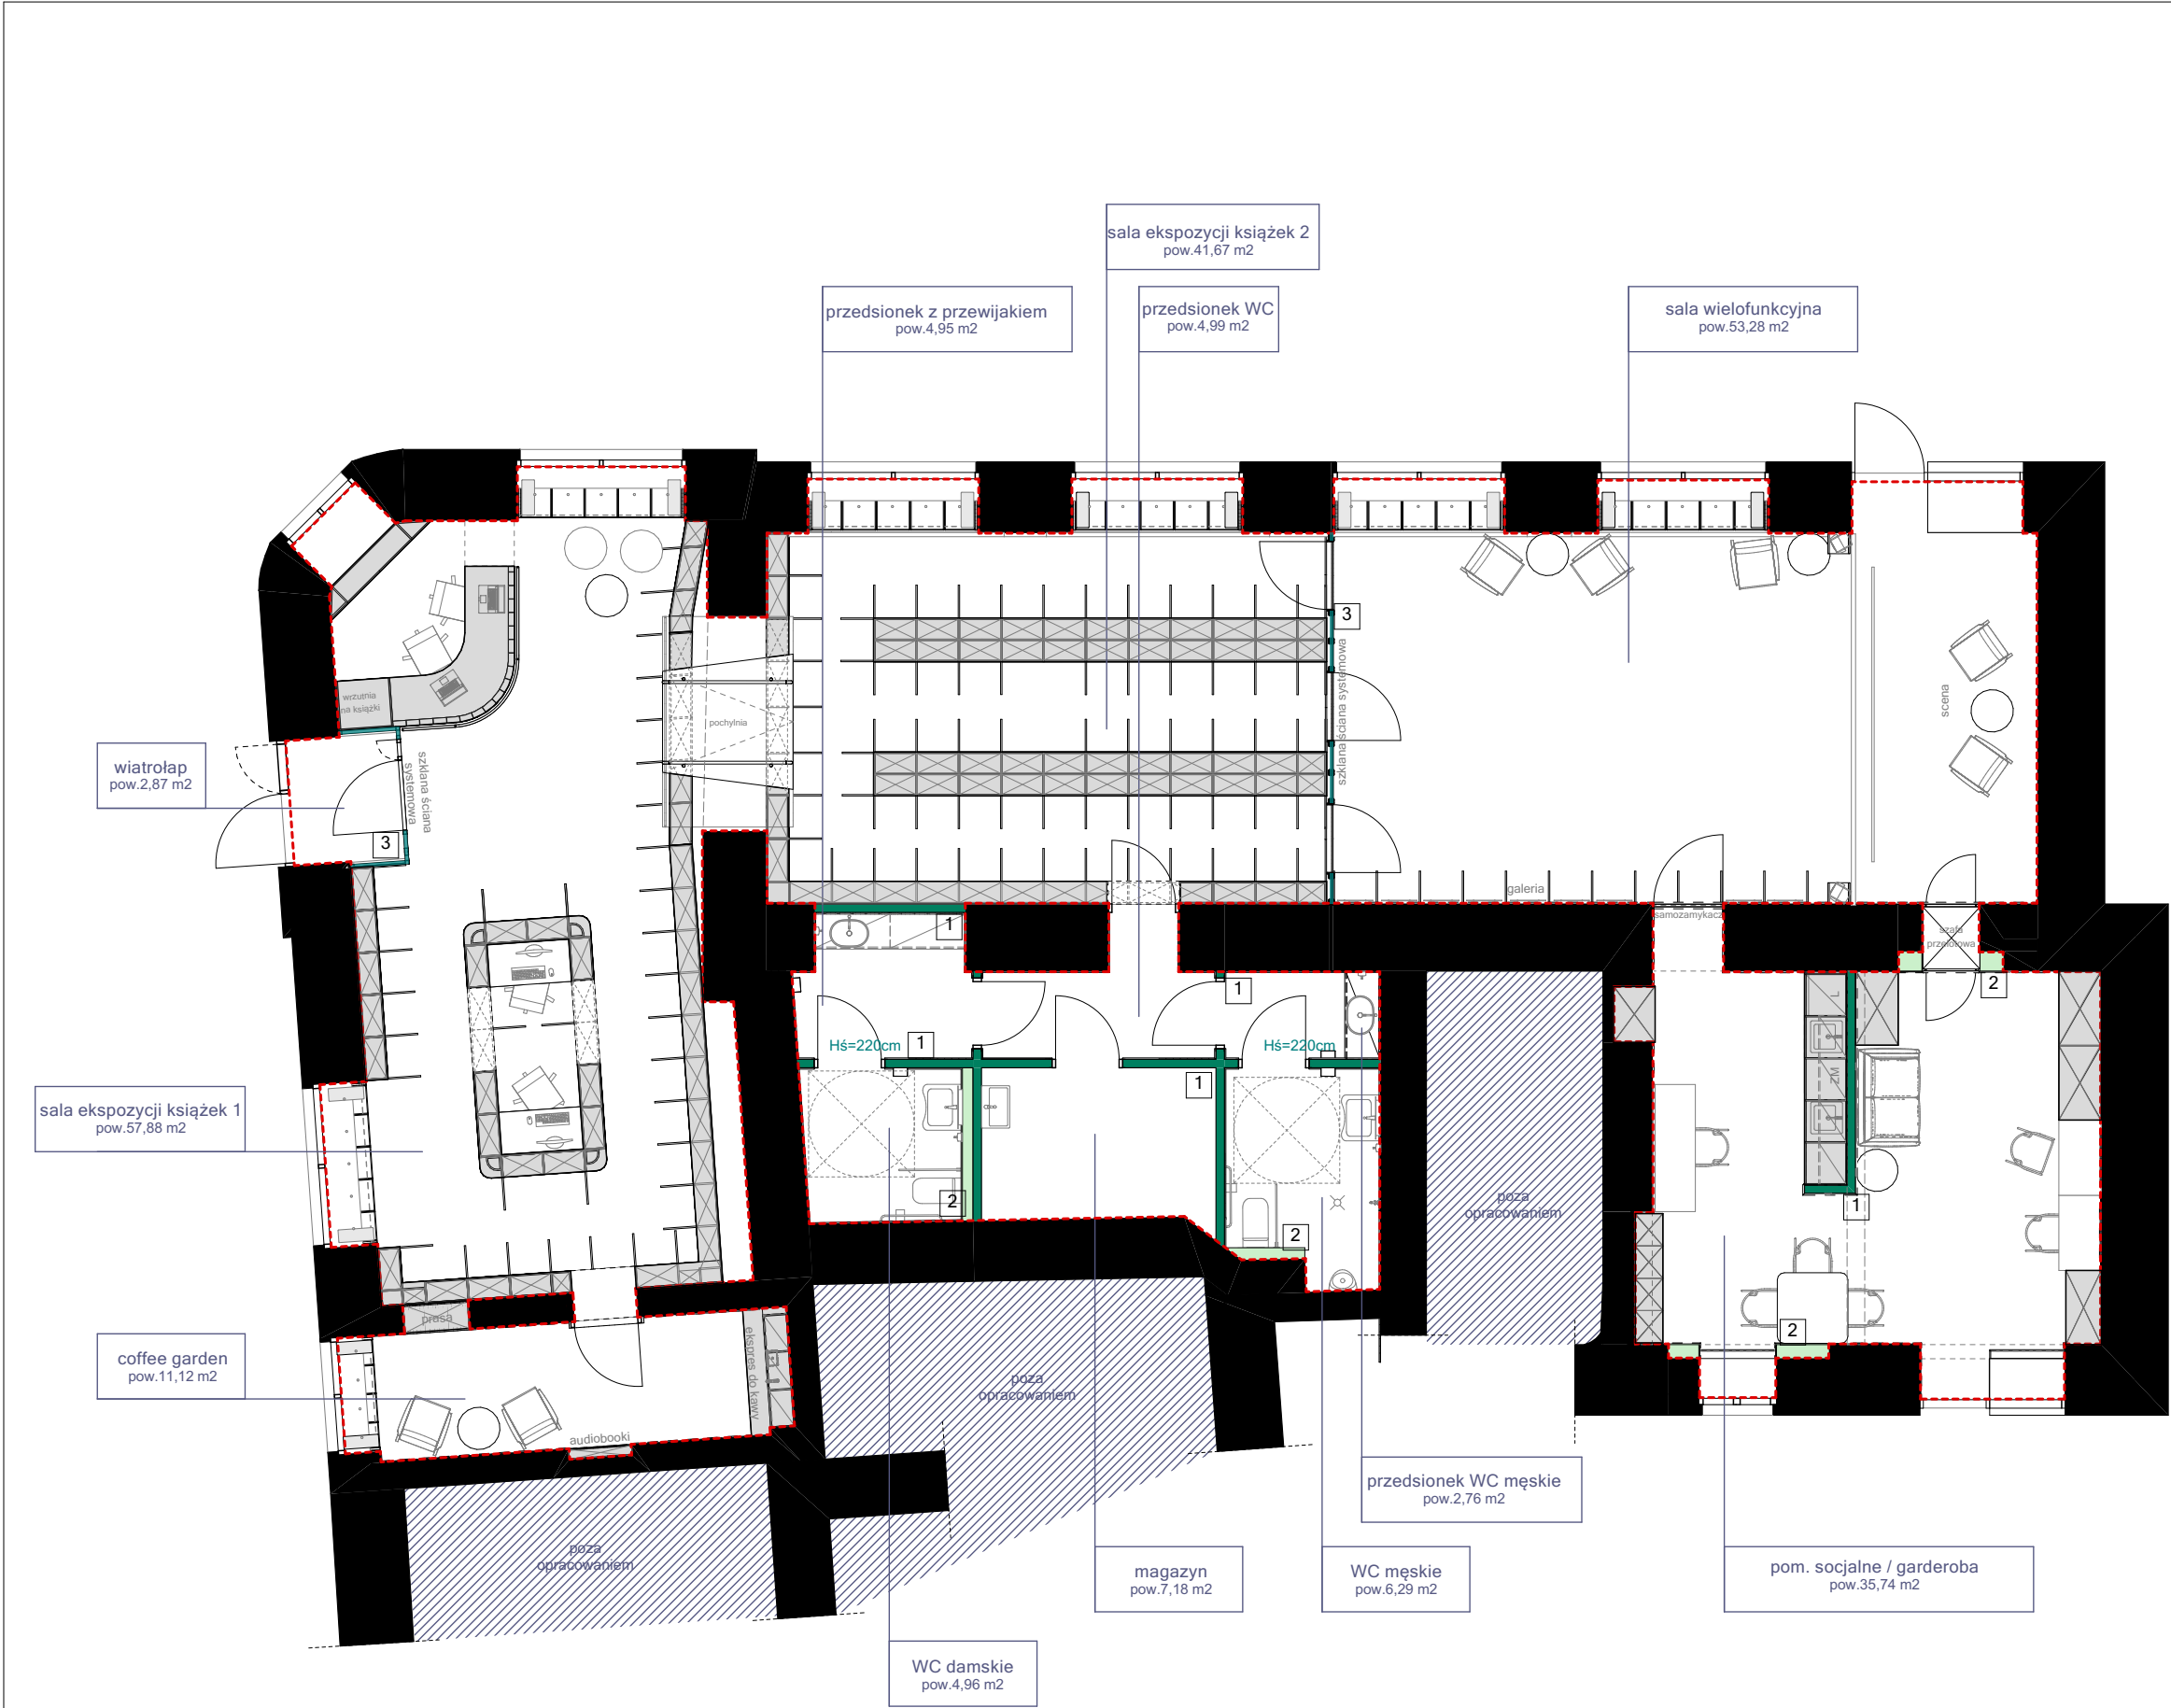 sala ekspozycji książek 2
pow.41,67 m2
przedsionek z przewijakiem
pow.4,95 m2
przedsionek WC
pow.4,99 m2
sala wielofunkcyjna
pow.53,28 m2
3
szklana ściana systemowa
scena
wrzutnia
na książki
pochylnia
szklana ściana
systemowa
wiatrołap
pow.2,87 m2
3
galeria
samozamykacz
szafa
przelotowa
1
2
1
Hś=220cm
1
Hś=220cm
1
L
ZM
sala ekspozycji książek 1
pow.57,88 m2
2
2
1
poza
opracowaniem
prasa
ekspres do kawy
2
coffee garden
pow.11,12 m2
poza
opracowaniem
audiobooki
przedsionek WC męskie
pow.2,76 m2
poza
opracowaniem
magazyn
pow.7,18 m2
WC męskie
pow.6,29 m2
pom. socjalne / garderoba
pow.35,74 m2
WC damskie
pow.4,96 m2